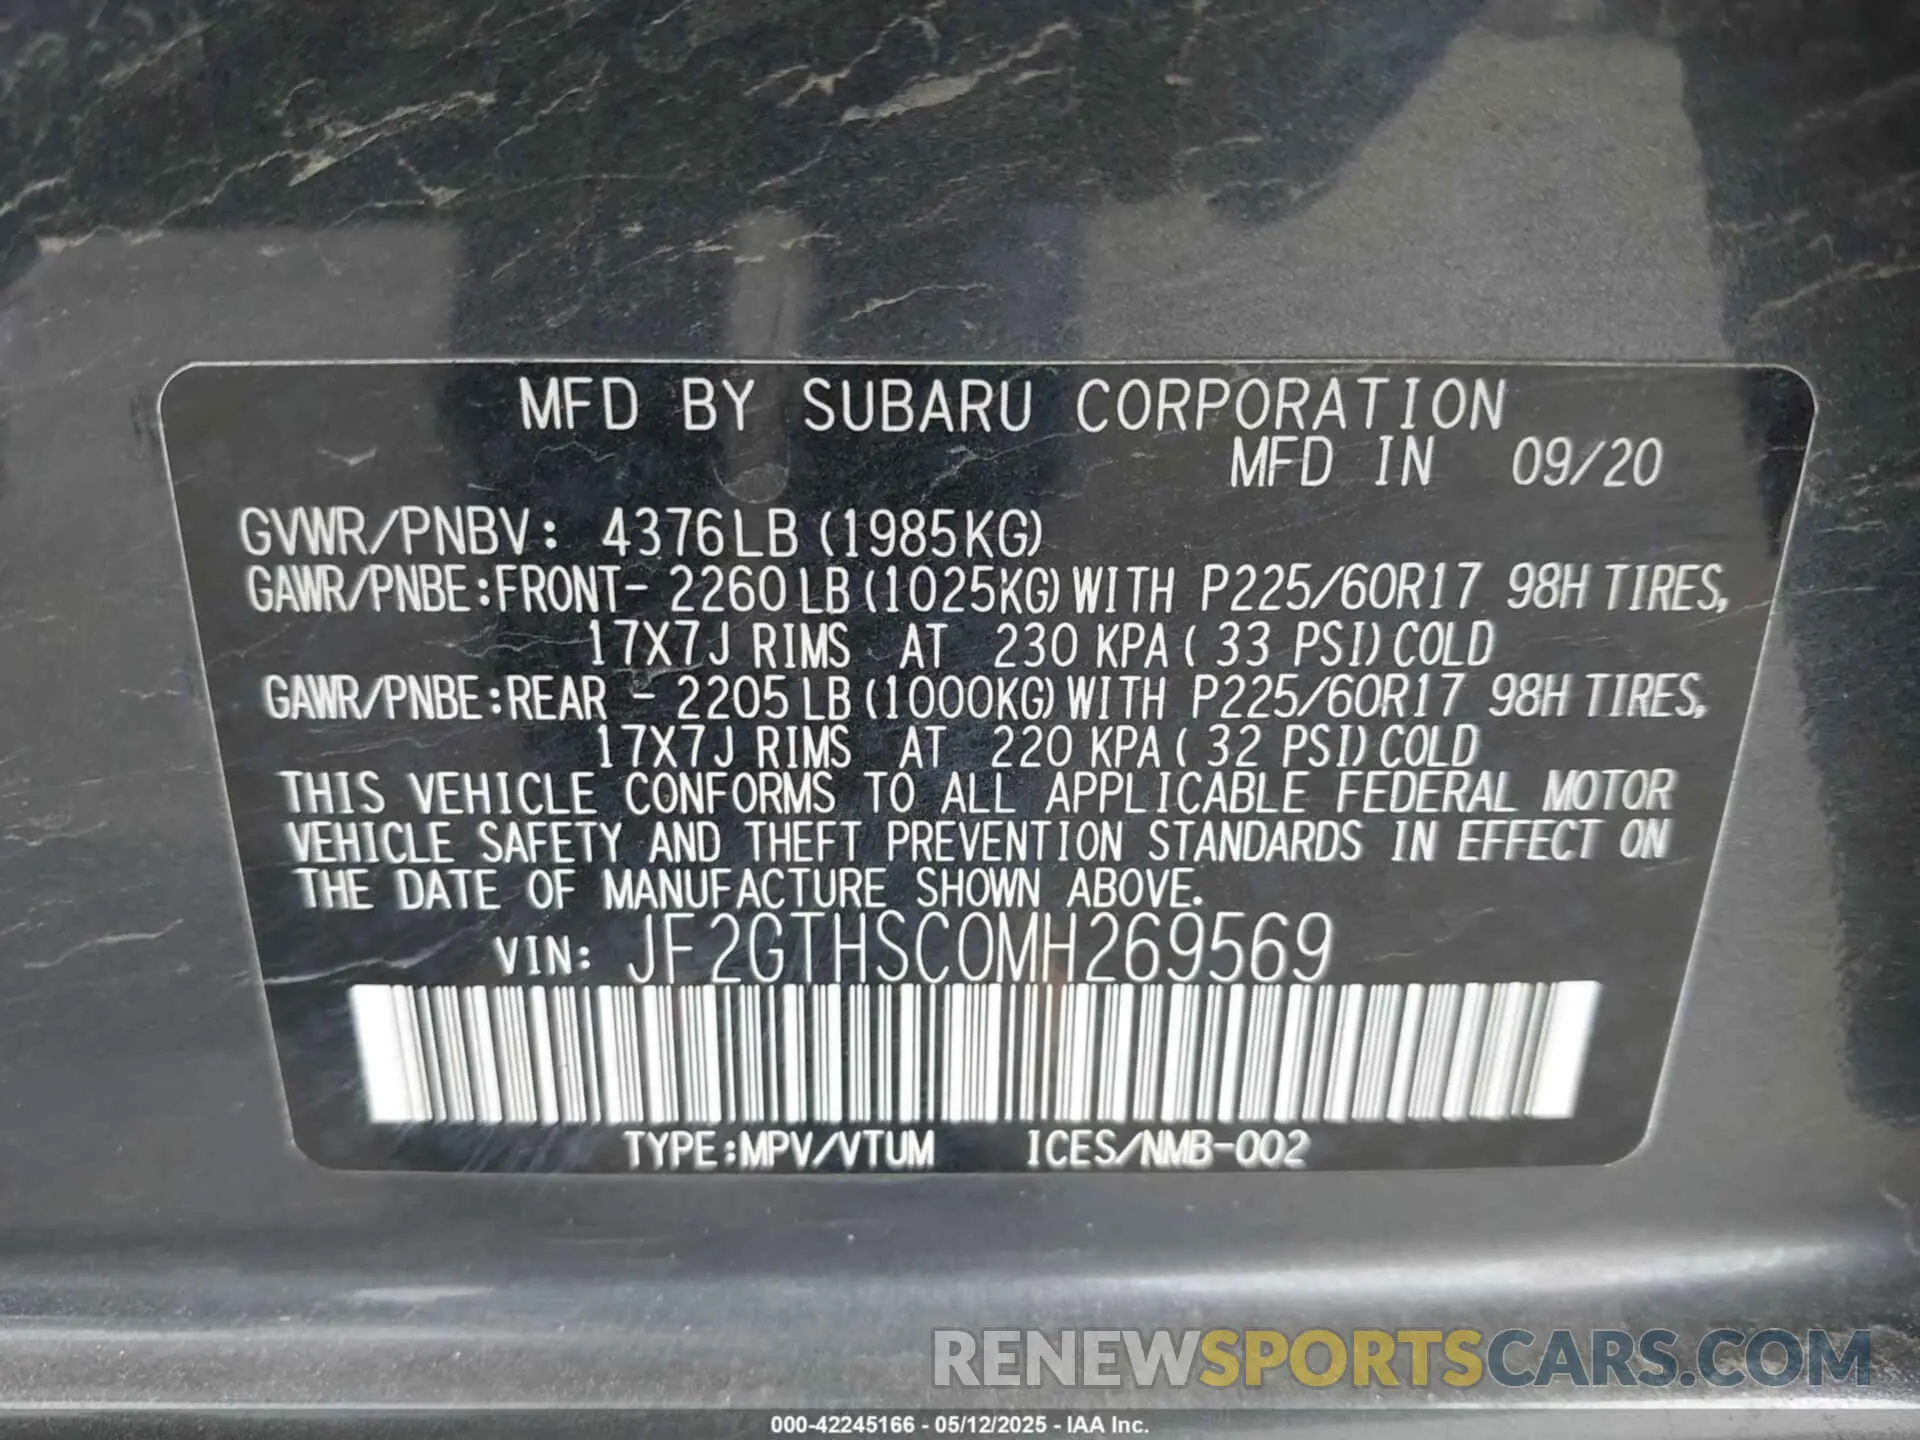 MFD BY SUBARU CORPORATION
MFD IN 09/20
GVWR/PNBV: 4376LB (1985KG)
GAWR/PNBE:FRONT- 2260LB (1025KG) WITH P225/60R17 98H TIRES,
17X7J RIMS AT 230 KPA ( 33 PSI) COLD
GAWR/PNBE:REAR - 2205LB (1000KG) WITH P225/60R17 98H TIRES,
17X7J RIMS AT 220 KPA ( 32 PSI) COLD
THIS VEHICLE CONFORMS TO ALL APPLICABLE FEDERAL MOTOR
VEHICLE SAFETY AND THEFT PREVENTION STANDARDS IN EFFECT ON
THE DATE OF MANUFACTURE SHOWN ABOVE.
VIN: JF2GTHSC0MH269569
TYPE:MPV/VTUM ICES/NMB-002
RENEWSPORTSCARS.COM
000-42245166 - 05/12/2025 - IAA Inc.